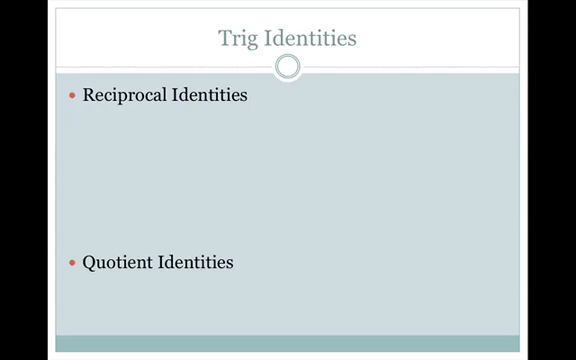 Trig Identities
Reciprocal Identities
Quotient Identities